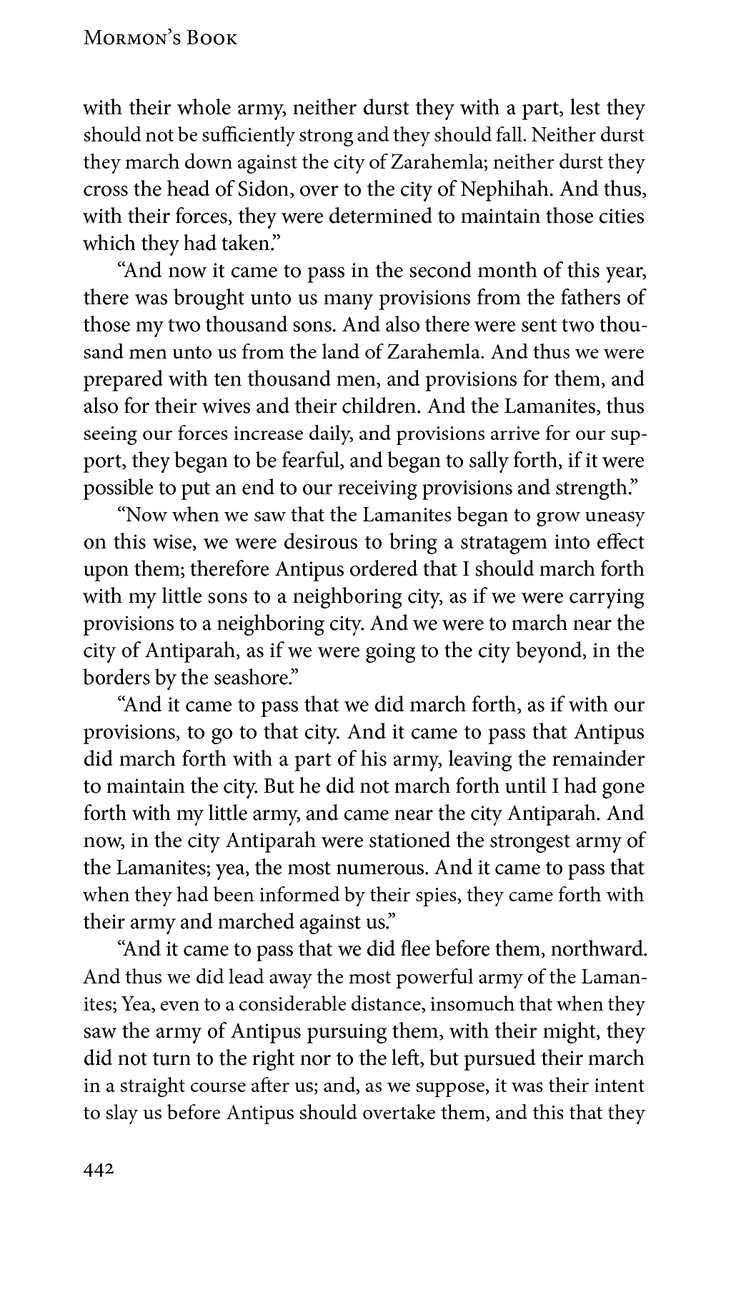 Mormon’s Book
with their whole army, neither durst they with a part, lest they
should not be sufficiently strong and they should fall. Neither durst
they march down against the city of Zarahemla; neither durst they
cross the head of Sidon, over to the city of Nephihah. And thus,
with their forces, they were determined to maintain those cities
which they had taken.”
“And now it came to pass in the second month of this year,
there was brought unto us many provisions from the fathers of
those my two thousand sons. And also there were sent two thou-
sand men unto us from the land of Zarahemla. And thus we were
prepared with ten thousand men, and provisions for them, and
also for their wives and their children. And the Lamanites, thus
seeing our forces increase daily, and provisions arrive for our sup-
port, they began to be fearful, and began to sally forth, if it were
possible to put an end to our receiving provisions and strength.”
“Now when we saw that the Lamanites began to grow uneasy
on this wise, we were desirous to bring a stratagem into effect
upon them; therefore Antipus ordered that I should march forth
with my little sons to a neighboring city, as if we were carrying
provisions to a neighboring city. And we were to march near the
city of Antiparah, as if we were going to the city beyond, in the
borders by the seashore.”
“And it came to pass that we did march forth, as if with our
provisions, to go to that city. And it came to pass that Antipus
did march forth with a part of his army, leaving the remainder
to maintain the city. But he did not march forth until I had gone
forth with my little army, and came near the city Antiparah. And
now, in the city Antiparah were stationed the strongest army of
the Lamanites; yea, the most numerous. And it came to pass that
when they had been informed by their spies, they came forth with
their army and marched against us.”
“And it came to pass that we did flee before them, northward.
And thus we did lead away the most powerful army of the Laman-
ites; Yea, even to a considerable distance, insomuch that when they
saw the army of Antipus pursuing them, with their might, they
did not turn to the right nor to the left, but pursued their march
in a straight course after us; and, as we suppose, it was their intent
to slay us before Antipus should overtake them, and this that they
442